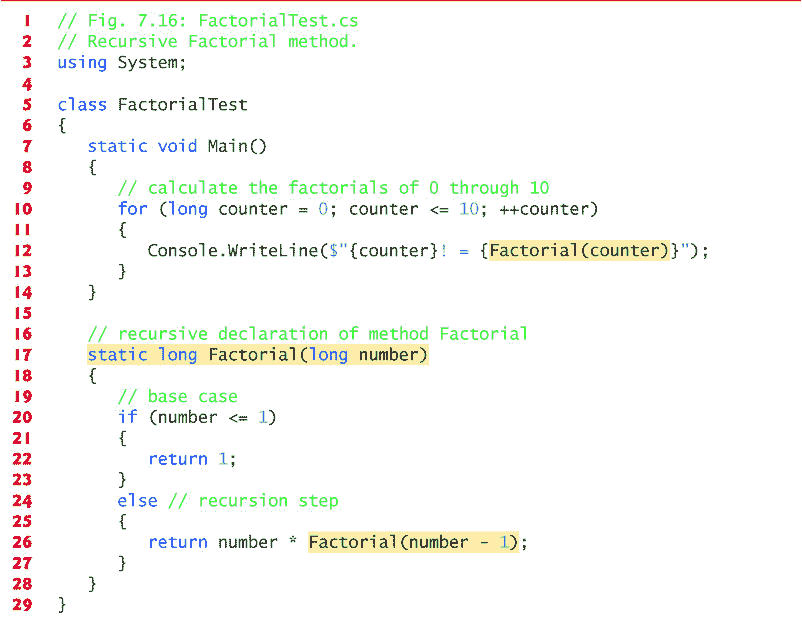 1 // Fig. 7.16: FactorialTest.cs
2 // Recursive Factorial method.
3 using System;
4
5 class FactorialTest
6 {
7    static void Main()
8    {
9       // calculate the factorials of 0 through 10
10       for (long counter = 0; counter <= 10; ++counter)
11       {
12          Console.WriteLine($"{counter}! = {Factorial(counter)}");
13       }
14    }
15
16    // recursive declaration of method Factorial
17    static long Factorial(long number)
18    {
19       // base case
20       if (number <= 1)
21       {
22          return 1;
23       }
24       else // recursion step
25       {
26          return number * Factorial(number - 1);
27       }
28    }
29 }